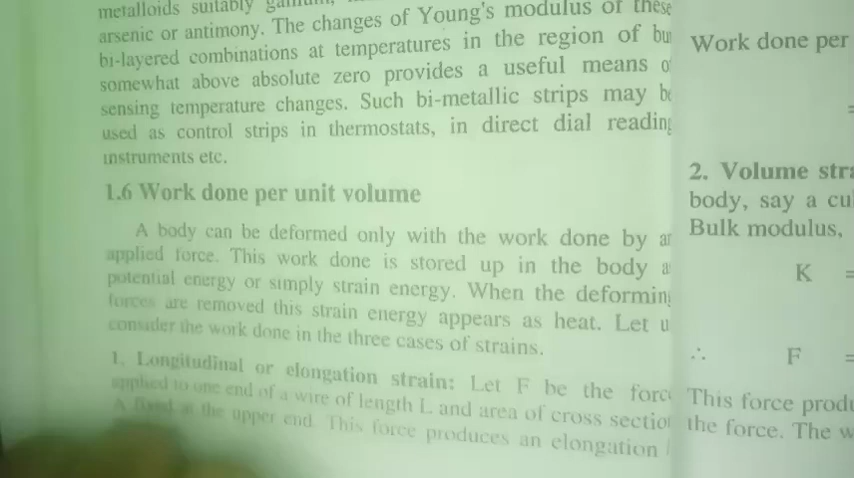 metalloids suitably
arsenic or antimony. The changes of Young's modulus of these
bi-layered combinations at temperatures in the region of
somewhat above absolute zero provides a useful means
sensing temperature changes. Such bi-metallic strips may
used as control strips in thermostats, in direct dial reading
instruments etc.
1.6 Work done per unit volume
A body can be deformed only with the work done by
applied force. This work done is stored up in the body
potential energy or simply strain energy. When the deforming
forces are removed this strain energy appears as heat. Let
consider the work done in the three cases of strains.
1. Longitudinal or elongation strain: Let F be the
applied to one end of a wire of length L and area of cross
A fixed at the upper end. This force produces an elongation
Work done per
=
2. Volume
body, say a
Bulk modulus,
K =
∴ F =
This force
the force. The